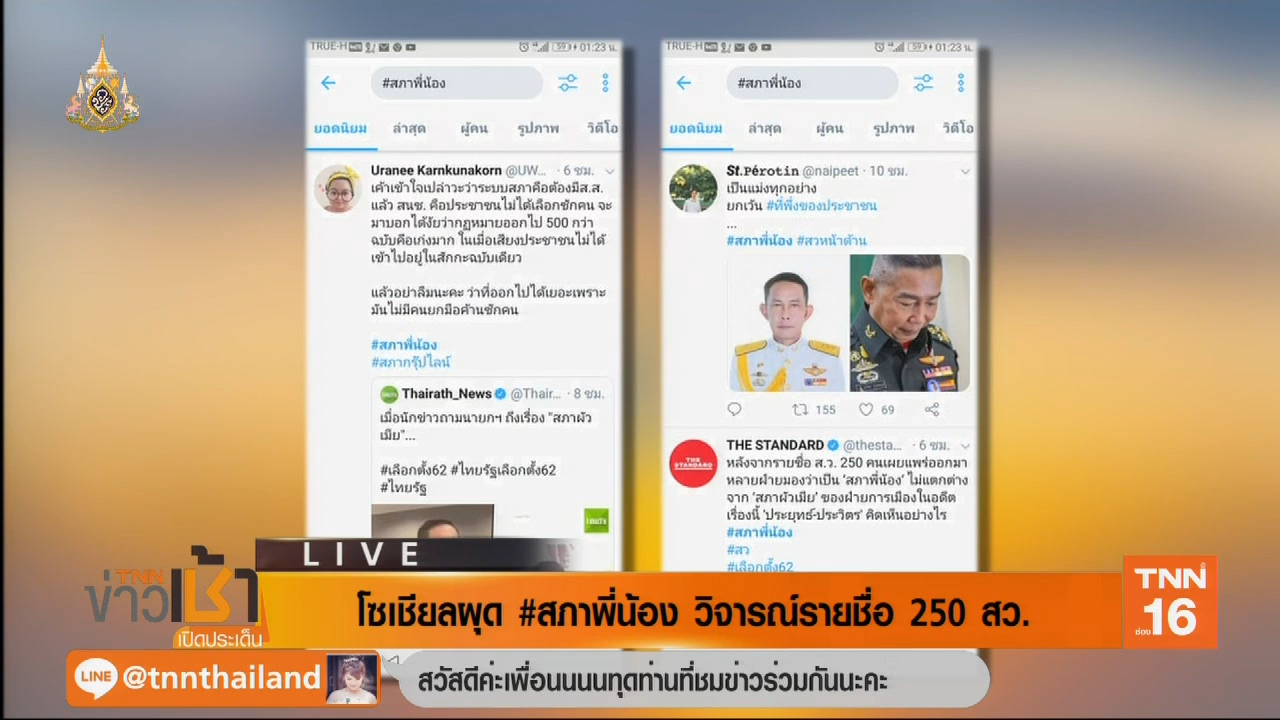 TRUE-H
59
01:23 น.
#สภาพี่น้อง
ยอดนิยม ล่าสุด ผู้คน รูปภาพ วิดีโอ
Uranee Karnkunakorn @UW... · 6 ชม.
เค้าเข้าใจเปล่าวะว่าระบบสภาคือต้องมีส.ส.
แล้ว สนช. คือประชาชนไม่ได้เลือกซักคน จะ
มาบอกได้งัยว่ากฏหมายออกไป 500 กว่า
ฉบับคือเก่งมาก ในเมื่อเสียงประชาชนไม่ได้
เข้าไปอยู่ในสักกะฉบับเดียว
แล้วอย่าลืมนะคะ ว่าที่ออกไปได้เยอะเพราะ
มันไม่มีคนยกมือค้านซักคน
#สภาพี่น้อง
#สภากรุ๊ปไลน์
Thairath_News @Thair... · 8 ชม.
เมื่อนักข่าวถามนายกฯ ถึงเรื่อง "สภาผัว
เมีย"...
#เลือกตั้ง62 #ไทยรัฐเลือกตั้ง62
#ไทยรัฐ
TRUE-H
59
01:23 น.
#สภาพี่น้อง
ยอดนิยม ล่าสุด ผู้คน รูปภาพ วิดีโอ
St.Pérotin @naipeet · 10 ชม.
เป็นแม่งทุกอย่าง
ยกเว้น #ที่พึ่งของประชาชน
...
#สภาพี่น้อง #สวหน้าด้าน
155 69
THE STANDARD @thesta... · 6 ชม.
THE STANDARD
หลังจากรายชื่อ ส.ว. 250 คนเผยแพร่ออกมา
หลายฝ่ายมองว่าเป็น 'สภาพี่น้อง' ไม่แตกต่าง
จาก 'สภาผัวเมีย' ของฝ่ายการเมืองในอดีต
เรื่องนี้ 'ประยุทธ์-ประวิตร' คิดเห็นอย่างไร
#สภาพี่น้อง
#สว
#เลือกตั้ง62
LIVE
TNN
ข่าวเช้า
เปิดประเด็น
โซเชียลผุด #สภาพี่น้อง วิจารณ์รายชื่อ 250 สว.
TNN
ช่อง 16
LINE @tnnthailand
สวัสดีค่ะเพื่อนนนนทุดท่านที่ชมข่าวร่วมกันนะคะ